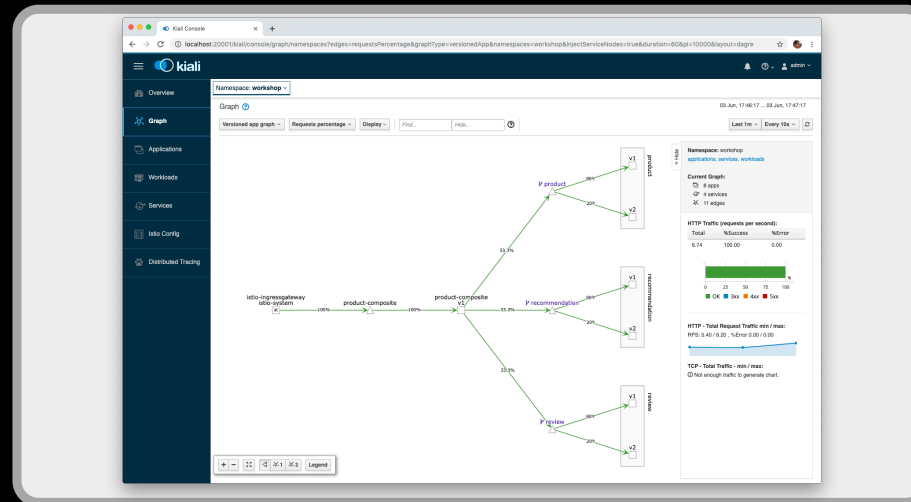 Kiali Console
localhost:20001/kiali/console/graph/namespaces?edges=requestsPercentage&graphType=versionedApp&namespaces=workshop&injectServiceNodes=true&duration=60&pi=10000&layout=dagre
kiali
admin
Overview
Graph
Applications
Workloads
Services
Istio Config
Distributed Tracing
Namespace: workshop
Graph
03 Jun, 17:46:17 ... 03 Jun, 17:47:17
Versioned app graph
Requests percentage
Display
Find...
Hide...
Last 1m
Every 10s
istio-ingressgateway
istio-system
100%
product-composite
100%
product-composite
v1
33.3%
33.3%
33.3%
product
80%
20%
v1
v2
product
recommendation
80%
20%
v1
v2
recommendation
review
80%
20%
v1
v2
review
Legend
1
2
Hide
Namespace: workshop
applications, services, workloads
Current Graph:
8 apps
4 services
11 edges
HTTP Traffic (requests per second):
Total %Success %Error
8.74 100.00 0.00
%
0 25 50 75 100
OK 3xx 4xx 5xx
HTTP - Total Request Traffic min / max:
RPS: 5.40 / 8.20 , %Error 0.00 / 0.00
TCP - Total Traffic - min / max:
Not enough traffic to generate chart.